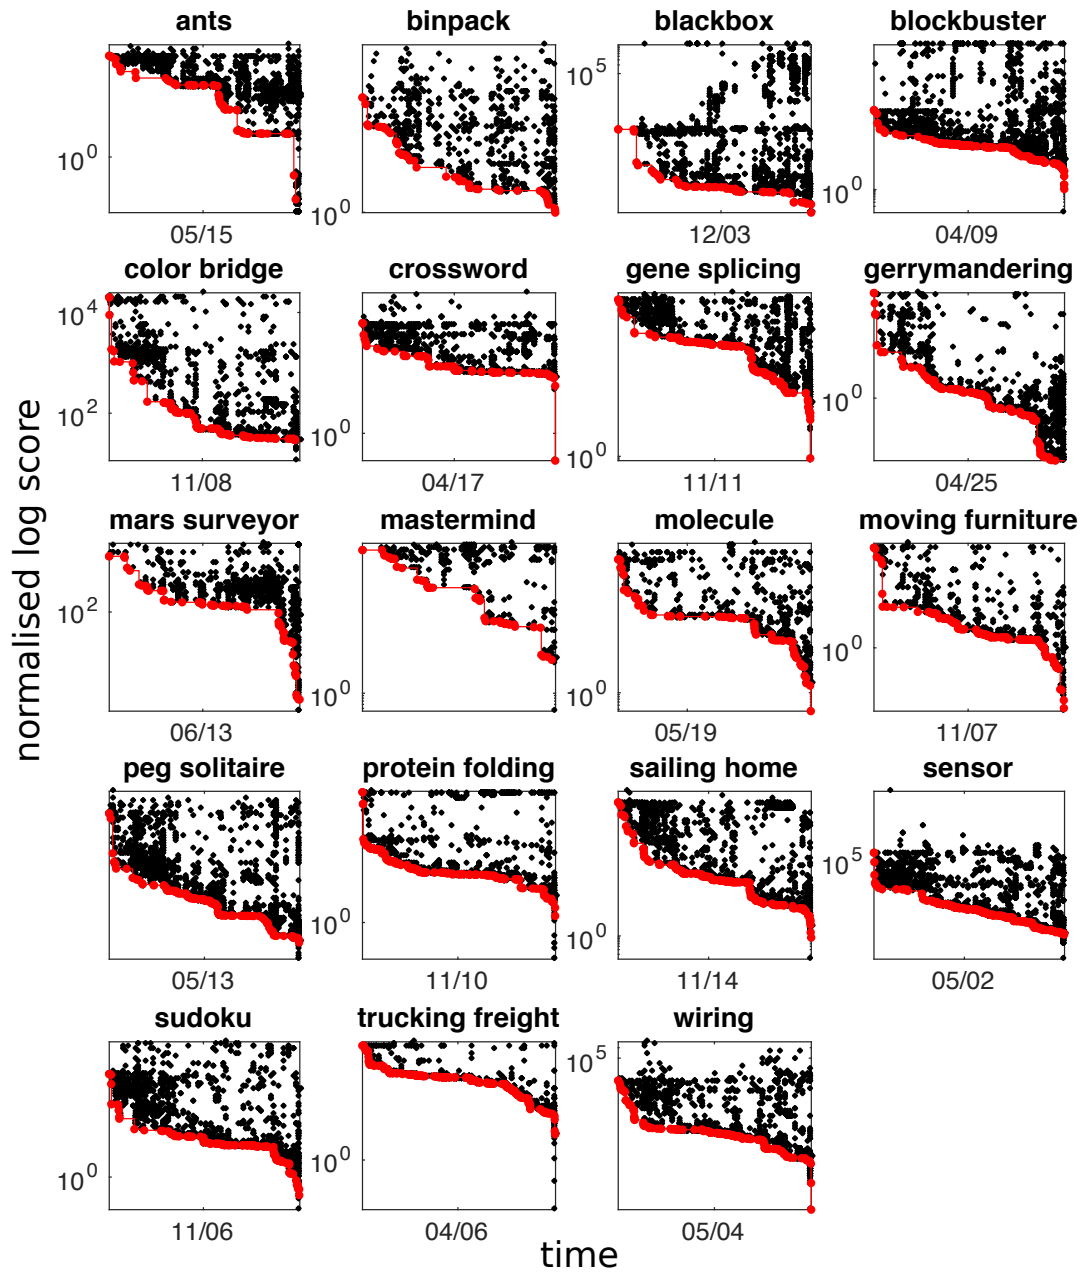 ants binpack blackbox blockbuster
10^0 10^0 10^5 10^0
05/15 12/03 04/09
color bridge crossword gene splicing gerrymandering
10^4 10^2 10^0 10^0 10^0
11/08 04/17 11/11 04/25
mars surveyor mastermind molecule moving furniture
10^2 10^0 10^0 10^0
06/13 05/19 11/07
peg solitaire protein folding sailing home sensor
10^0 10^0 10^5
05/13 11/10 11/14 05/02
sudoku trucking freight wiring
10^0 10^0 10^5
11/06 04/06 05/04
normalised log score
time